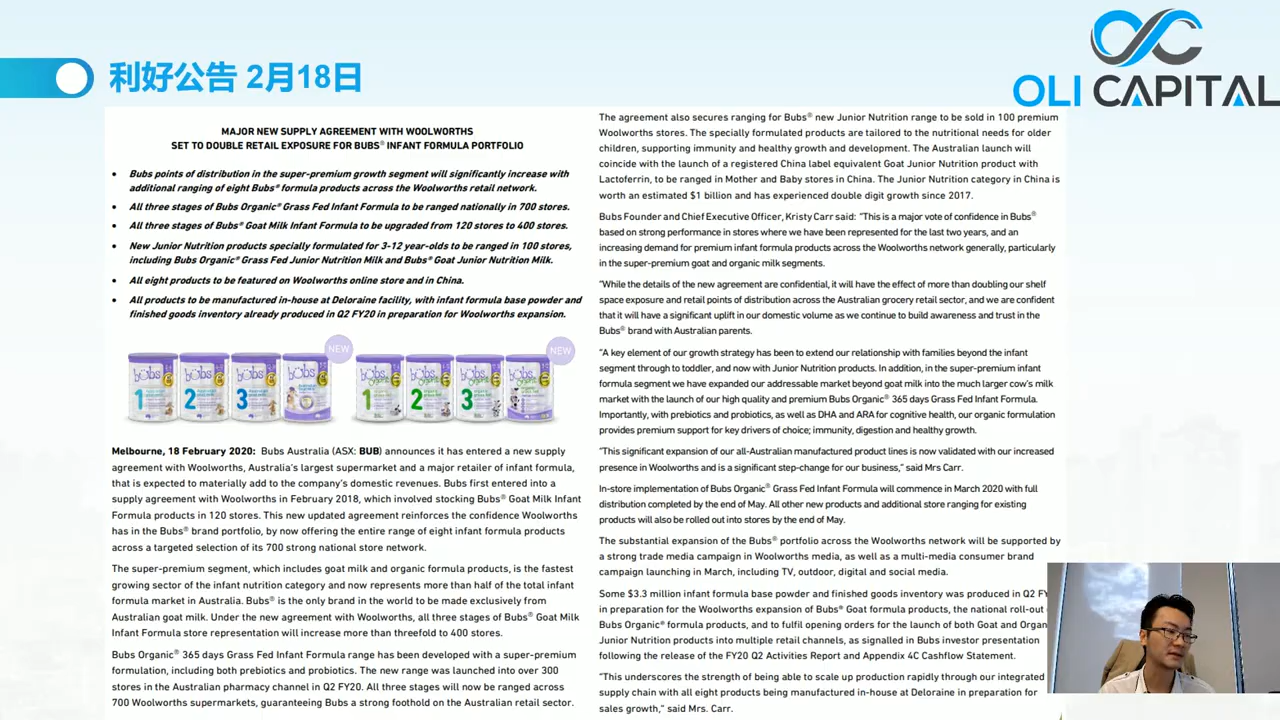 利好公告 2月18日
OLI CAPITAL
MAJOR NEW SUPPLY AGREEMENT WITH WOOLWORTHS
SET TO DOUBLE RETAIL EXPOSURE FOR BUBS® INFANT FORMULA PORTFOLIO
• Bubs points of distribution in the super-premium growth segment will significantly increase with
additional ranging of eight Bubs® formula products across the Woolworths retail network.
• All three stages of Bubs Organic® Grass Fed Infant Formula to be ranged nationally in 700 stores.
• All three stages of Bubs® Goat Milk Infant Formula to be upgraded from 120 stores to 400 stores.
• New Junior Nutrition products specially formulated for 3-12 year-olds to be ranged in 100 stores,
including Bubs Organic® Grass Fed Junior Nutrition Milk and Bubs® Goat Junior Nutrition Milk.
• All eight products to be featured on Woolworths online store and in China.
• All products to be manufactured in-house at Deloraine facility, with infant formula base powder and
finished goods inventory already produced in Q2 FY20 in preparation for Woolworths expansion.
NEW
NEW
bubs bubs bubs bubs bubs bubs bubs bubs
1 2 3 1 2 3
Melbourne, 18 February 2020: Bubs Australia (ASX: BUB) announces it has entered a new supply
agreement with Woolworths, Australia's largest supermarket and a major retailer of infant formula,
that is expected to materially add to the company's domestic revenues. Bubs first entered into a
supply agreement with Woolworths in February 2018, which involved stocking Bubs® Goat Milk Infant
Formula products in 120 stores. This new updated agreement reinforces the confidence Woolworths
has in the Bubs® brand portfolio, by now offering the entire range of eight infant formula products
across a targeted selection of its 700 strong national store network.
The super-premium segment, which includes goat milk and organic formula products, is the fastest
growing sector of the infant nutrition category and now represents more than half of the total infant
formula market in Australia. Bubs® is the only brand in the world to be made exclusively from
Australian goat milk. Under the new agreement with Woolworths, all three stages of Bubs® Goat Milk
Infant Formula store representation will increase more than threefold to 400 stores.
Bubs Organic® 365 days Grass Fed Infant Formula range has been developed with a super-premium
formulation, including both prebiotics and probiotics. The new range was launched into over 300
stores in the Australian pharmacy channel in Q2 FY20. All three stages will now be ranged across
700 Woolworths supermarkets, guaranteeing Bubs a strong foothold on the Australian retail sector.
The agreement also secures ranging for Bubs® new Junior Nutrition range to be sold in 100 premium
Woolworths stores. The specially formulated products are tailored to the nutritional needs for older
children, supporting immunity and healthy growth and development. The Australian launch will
coincide with the launch of a registered China label equivalent Goat Junior Nutrition product with
Lactoferrin, to be ranged in Mother and Baby stores in China. The Junior Nutrition category in China is
worth an estimated $1 billion and has experienced double digit growth since 2017.
Bubs Founder and Chief Executive Officer, Kristy Carr said: “This is a major vote of confidence in Bubs®
based on strong performance in stores where we have been represented for the last two years, and an
increasing demand for premium infant formula products across the Woolworths network generally, particularly
in the super-premium goat and organic milk segments.
“While the details of the new agreement are confidential, it will have the effect of more than doubling our shelf
space exposure and retail points of distribution across the Australian grocery retail sector, and we are confident
that it will have a significant uplift in our domestic volume as we continue to build awareness and trust in the
Bubs® brand with Australian parents.
“A key element of our growth strategy has been to extend our relationship with families beyond the infant
segment through to toddler, and now with Junior Nutrition products. In addition, in the super-premium infant
formula segment we have expanded our addressable market beyond goat milk into the much larger cow's milk
market with the launch of our high quality and premium Bubs Organic® 365 days Grass Fed Infant Formula.
Importantly, with prebiotics and probiotics, as well as DHA and ARA for cognitive health, our organic formulation
provides premium support for key drivers of choice; immunity, digestion and healthy growth.
“This significant expansion of our all-Australian manufactured product lines is now validated with our increased
presence in Woolworths and is a significant step-change for our business,” said Mrs Carr.
In-store implementation of Bubs Organic® Grass Fed Infant Formula will commence in March 2020 with full
distribution completed by the end of May. All other new products and additional store ranging for existing
products will also be rolled out into stores by the end of May.
The substantial expansion of the Bubs® portfolio across the Woolworths network will be supported by
a strong trade media campaign in Woolworths media, as well as a multi-media consumer brand
campaign launching in March, including TV, outdoor, digital and social media.
Some $3.3 million infant formula base powder and finished goods inventory was produced in Q2 FY
in preparation for the Woolworths expansion of Bubs® Goat formula products, the national roll-out
Bubs Organic® formula products, and to fulfil opening orders for the launch of both Goat and Organ
Junior Nutrition products into multiple retail channels, as signalled in Bubs investor presentation
following the release of the FY20 Q2 Activities Report and Appendix 4C Cashflow Statement.
“This underscores the strength of being able to scale up production rapidly through our integrated
supply chain with all eight products being manufactured in-house at Deloraine in preparation for
sales growth,” said Mrs. Carr.